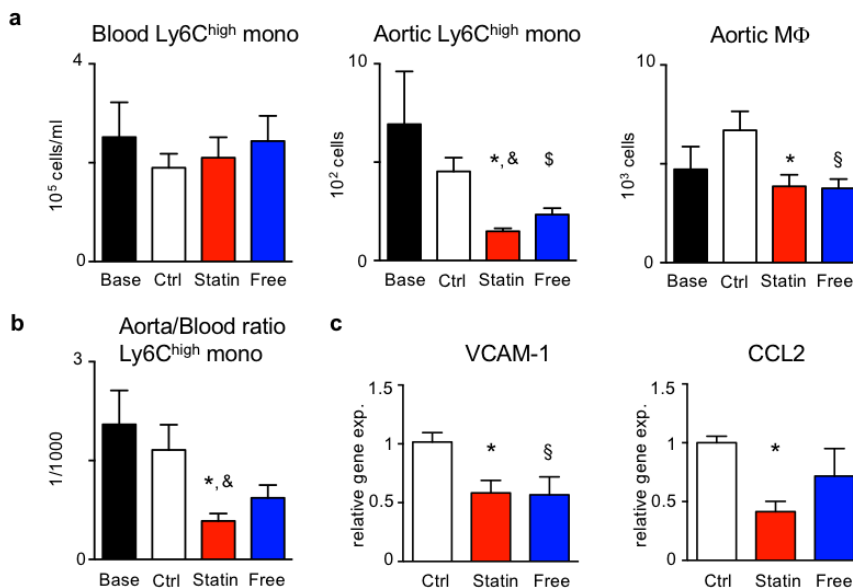 a
Blood Ly6Chigh mono
4
2
0
10⁵ cells/ml
Base Ctrl Statin Free
Aortic Ly6Chigh mono
10
5
0
10² cells
*, & $
Base Ctrl Statin Free
Aortic MΦ
10
5
0
10³ cells
* §
Base Ctrl Statin Free
b
Aorta/Blood ratio
Ly6Chigh mono
3
0
1/1000
*, &
Base Ctrl Statin Free
c
VCAM-1
1.5
1
0.5
0
relative gene exp.
* §
Ctrl Statin Free
CCL2
1.5
1
0.5
0
relative gene exp.
*
Ctrl Statin Free